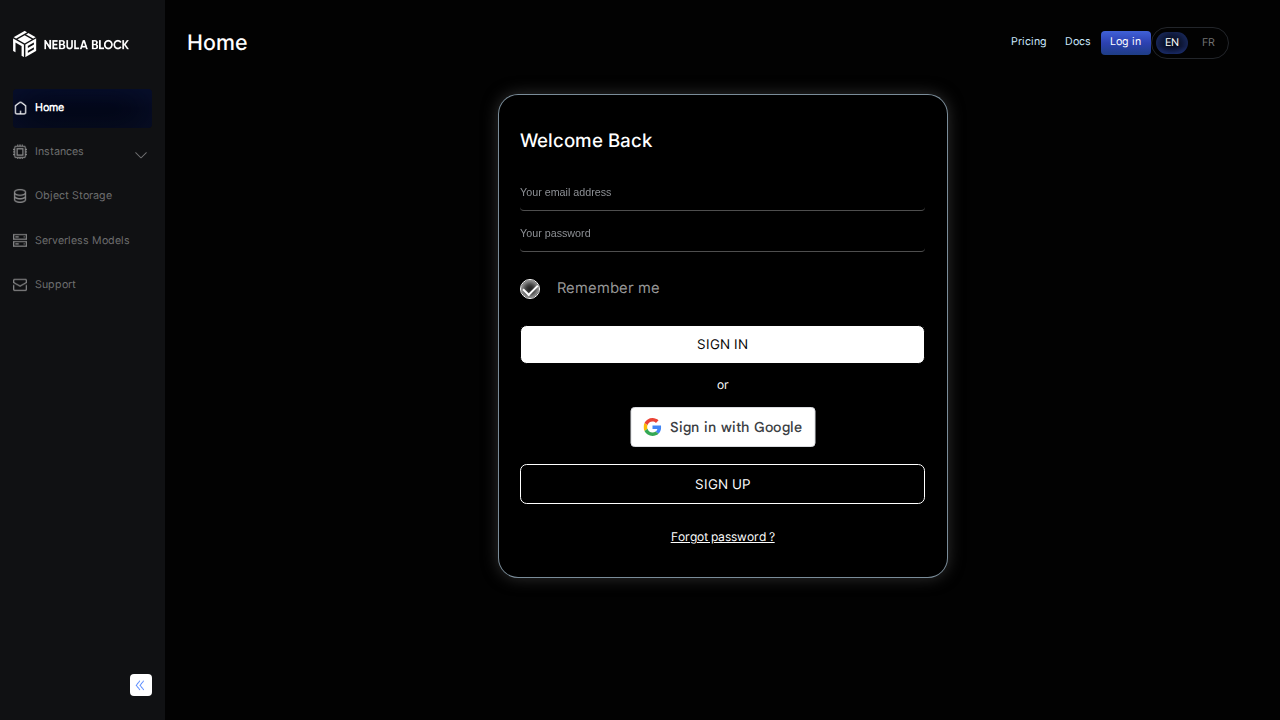 NEBULA BLOCK
Home
Instances
Object Storage
Serverless Models
Support
Home
Pricing
Docs
Log in
EN
FR
Welcome Back
Your email address
Your password
Remember me
SIGN IN
or
Sign in with Google
SIGN UP
Forgot password ?